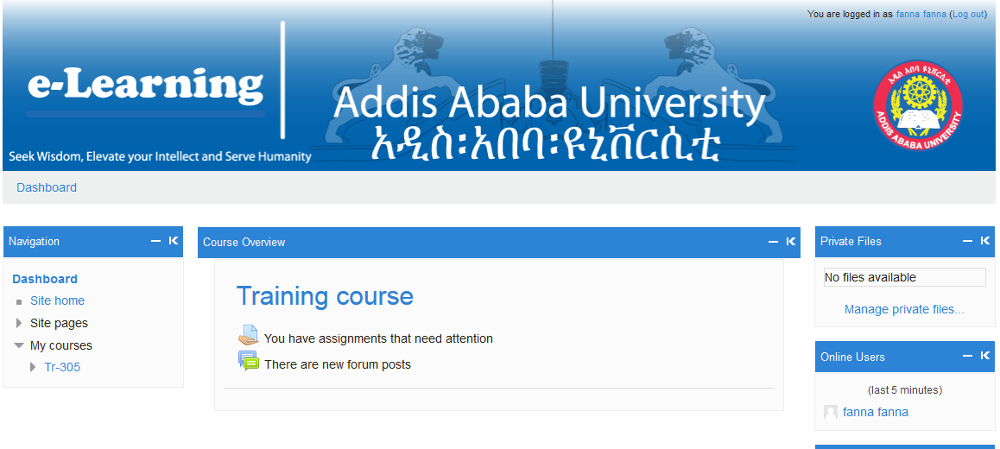 You are logged in as fanna fanna (Log out)
e-Learning
Addis Ababa University
አዲስ፡አበባ፡ዩኒቨርሲቲ
Seek Wisdom, Elevate your Intellect and Serve Humanity
አዲስ አበባ ዩኒቨርሲቲ
ADDIS ABABA UNIVERSITY
Dashboard
Navigation
Dashboard
Site home
Site pages
My courses
Tr-305
Course Overview
Training course
You have assignments that need attention
There are new forum posts
Private Files
No files available
Manage private files...
Online Users
(last 5 minutes)
fanna fanna